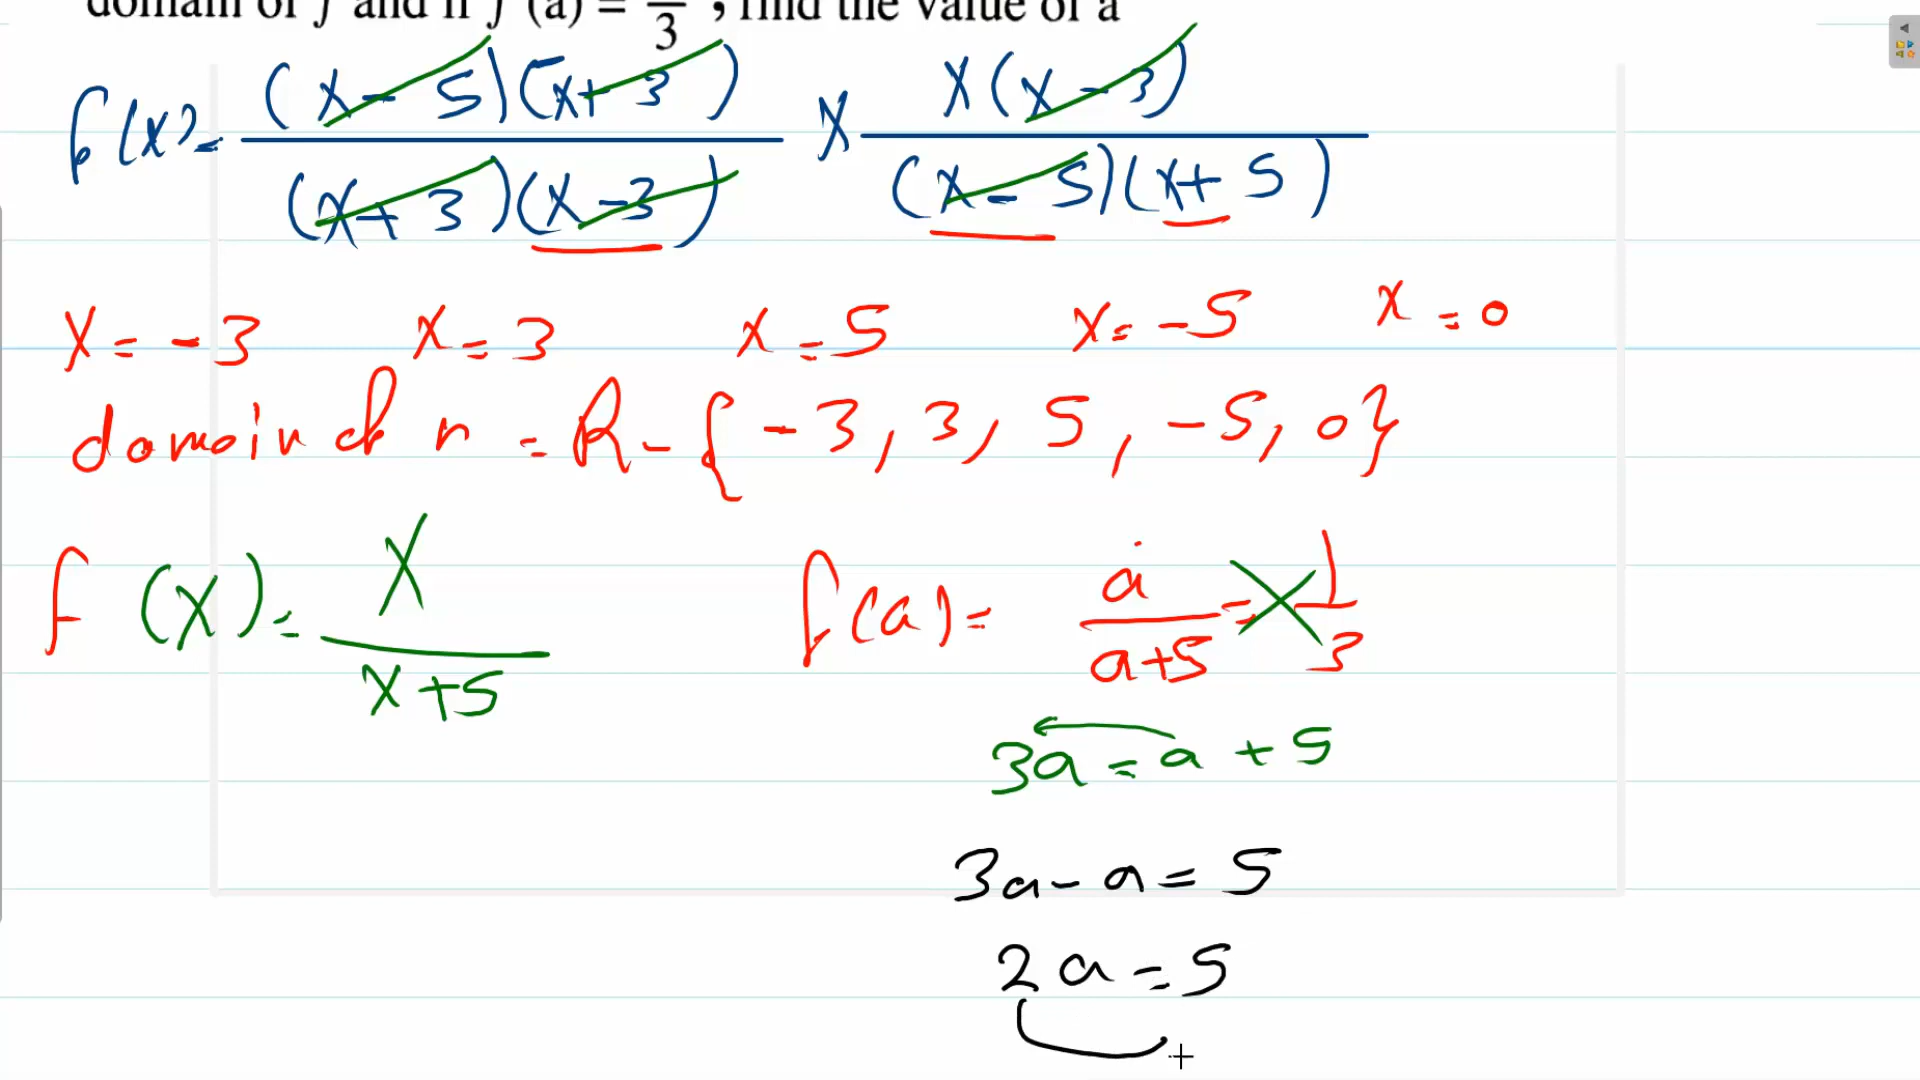 domain of f and if f (a) = 3 , find the value of a
f(x) = (x - 5)(x + 3) / (x + 3)(x - 3) × x(x - 3) / (x - 5)(x + 5)
x = -3 x = 3 x = 5 x = -5 x = 0
domain of n = R - { -3, 3, 5, -5, 0}
f (x) = x / x + 5 f(a) = a / a + 5 = 1 / 3
3a = a + 5
3a - a = 5
2a = 5